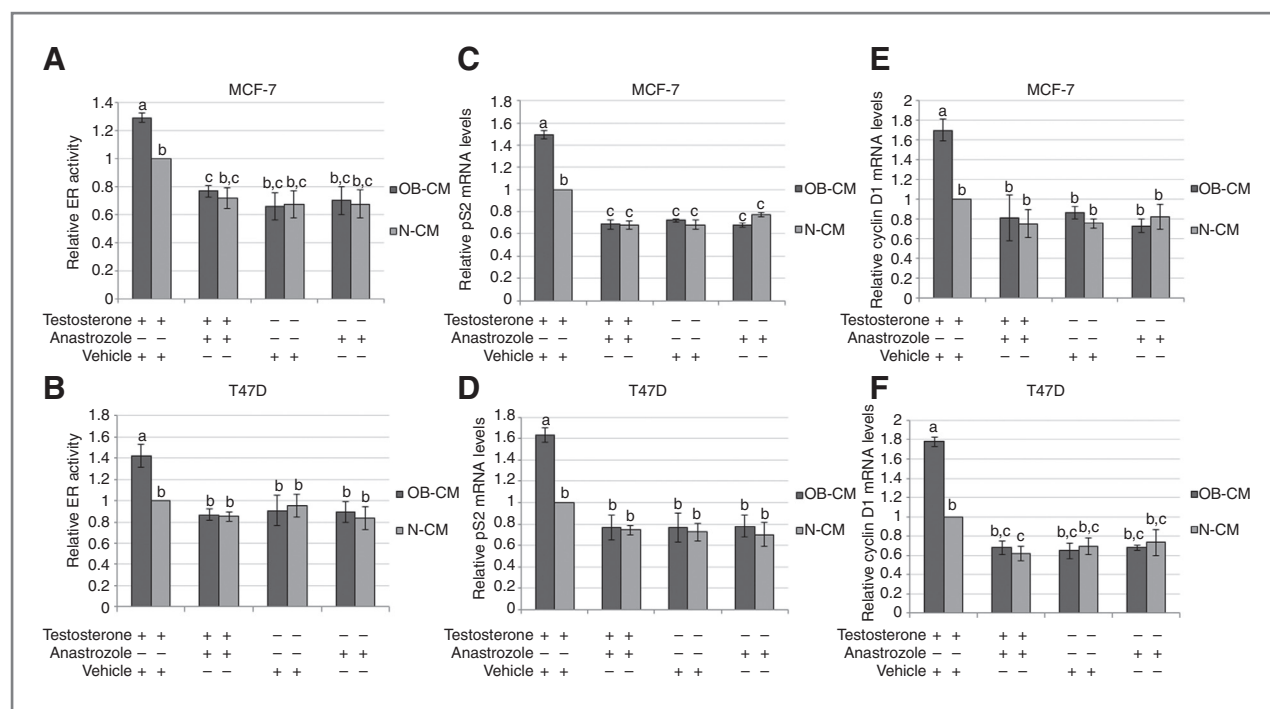 A
MCF-7
Relative ER activity
1.4
1.2
1
0.8
0.6
0.4
0.2
0
a
b
c
b,c
b,c
b,c
b,c
b,c
OB-CM
N-CM
Testosterone + + + + – – – –
Anastrozole – – + + – – + +
Vehicle + + – – + + – –
C
MCF-7
Relative pS2 mRNA levels
1.8
1.6
1.4
1.2
1
0.8
0.6
0.4
0.2
0
a
b
c
c
c
c
c
c
OB-CM
N-CM
Testosterone + + + + – – – –
Anastrozole – – + + – – + +
Vehicle + + – – + + – –
E
MCF-7
Relative cyclin D1 mRNA levels
2
1.8
1.6
1.4
1.2
1
0.8
0.6
0.4
0.2
0
a
b
b
b
b
b
b
b
OB-CM
N-CM
Testosterone + + + + – – – –
Anastrozole – – + + – – + +
Vehicle + + – – + + – –
B
T47D
Relative ER activity
1.8
1.6
1.4
1.2
1
0.8
0.6
0.4
0.2
0
a
b
b
b
b
b
b
b
OB-CM
N-CM
Testosterone + + + + – – – –
Anastrozole – – + + – – + +
Vehicle + + – – + + – –
D
T47D
Relative pS2 mRNA levels
1.8
1.6
1.4
1.2
1
0.8
0.6
0.4
0.2
0
a
b
b
b
b
b
b
b
OB-CM
N-CM
Testosterone + + + + – – – –
Anastrozole – – + + – – + +
Vehicle + + – – + + – –
F
T47D
Relative cyclin D1 mRNA levels
2
1.8
1.6
1.4
1.2
1
0.8
0.6
0.4
0.2
0
a
b
b,c
c
b,c
b,c
b,c
b,c
OB-CM
N-CM
Testosterone + + + + – – – –
Anastrozole – – + + – – + +
Vehicle + + – – + + – –